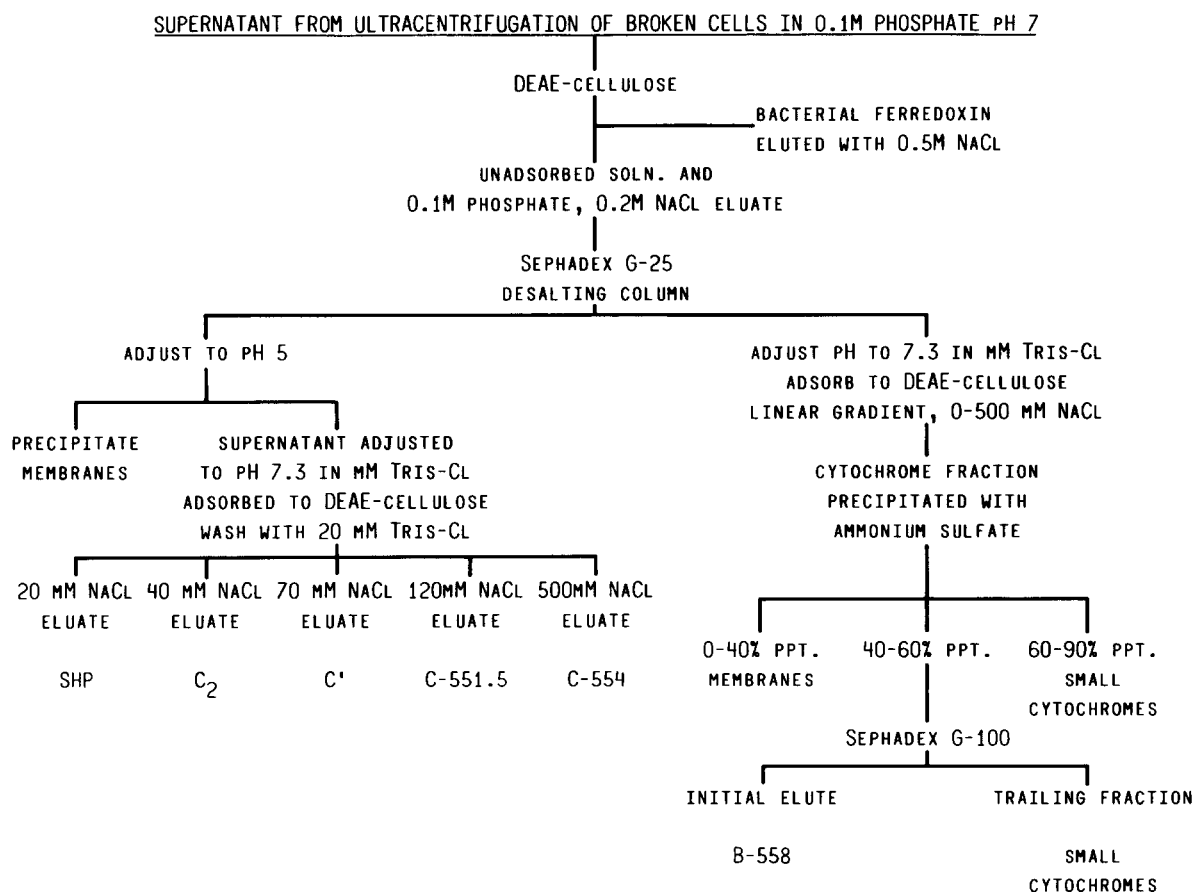 SUPERNATANT FROM ULTRACENTRIFUGATION OF BROKEN CELLS IN 0.1M PHOSPHATE PH 7
DEAE-CELLULOSE
BACTERIAL FERREDOXIN
ELUTED WITH 0.5M NACL
UNADSORBED SOLN. AND
0.1M PHOSPHATE, 0.2M NACL ELUATE
SEPHADEX G-25
DESALTING COLUMN
ADJUST TO PH 5
PRECIPITATE
MEMBRANES
SUPERNATANT ADJUSTED
TO PH 7.3 IN MM TRIS-CL
ADSORBED TO DEAE-CELLULOSE
WASH WITH 20 MM TRIS-CL
20 MM NACL
ELUATE
SHP
40 MM NACL
ELUATE
C2
70 MM NACL
ELUATE
C'
120MM NACL
ELUATE
C-551.5
500MM NACL
ELUATE
C-554
ADJUST PH TO 7.3 IN MM TRIS-CL
ADSORB TO DEAE-CELLULOSE
LINEAR GRADIENT, 0-500 MM NACL
CYTOCHROME FRACTION
PRECIPITATED WITH
AMMONIUM SULFATE
0-40% PPT.
MEMBRANES
40-60% PPT.
60-90% PPT.
SMALL
CYTOCHROMES
SEPHADEX G-100
INITIAL ELUTE
B-558
TRAILING FRACTION
SMALL
CYTOCHROMES